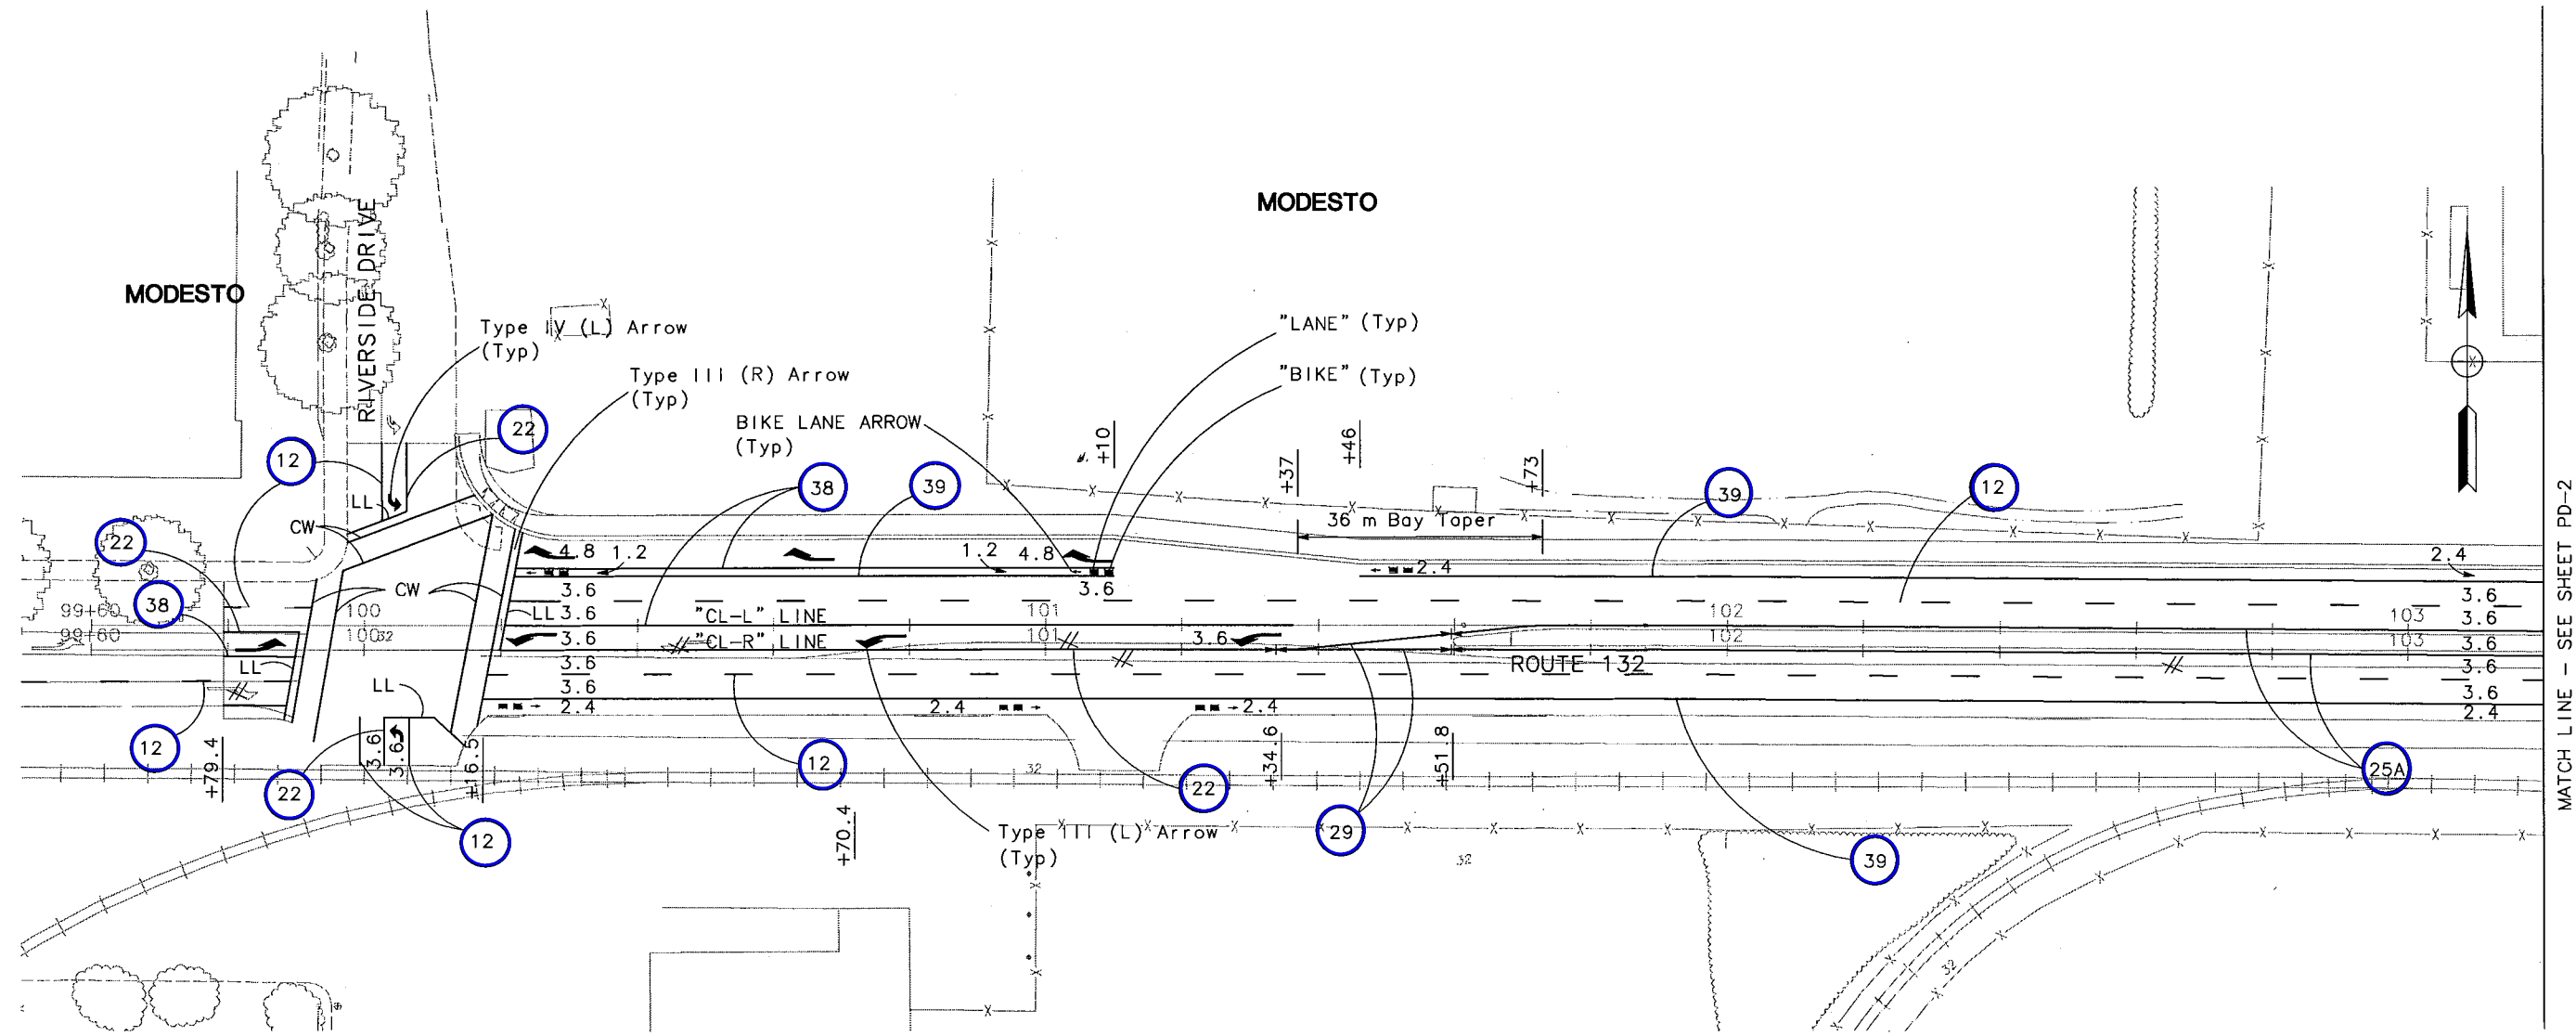 MODESTO
MODESTO
RIVERSIDE DRIVE
Type IV (L) Arrow
(Typ)
Type III (R) Arrow
(Typ)
BIKE LANE ARROW
(Typ)
"LANE" (Typ)
"BIKE" (Typ)
22
12
38
39
39
12
+10
+37
+46
+73
36 m Bay Taper
LL
CW
22
38
CW
4.8
1.2
1.2
4.8
2.4
2.4
3.6
3.6
3.6
99+60
100
LL
3.6
"CL-L" LINE
101
102
103
3.6
99+60
100
32
3.6
"CL-R" LINE
101
3.6
102
103
3.6
LL
3.6
ROUTE 132
3.6
LL
3.6
3.6
2.4
2.4
2.4
2.4
12
+79.4
3.6
3.6
+16.5
12
32
+34.6
+51.8
25A
22
12
22
29
+70.4
Type III (L) Arrow
(Typ)
32
39
32
MATCH LINE - SEE SHEET PD-2